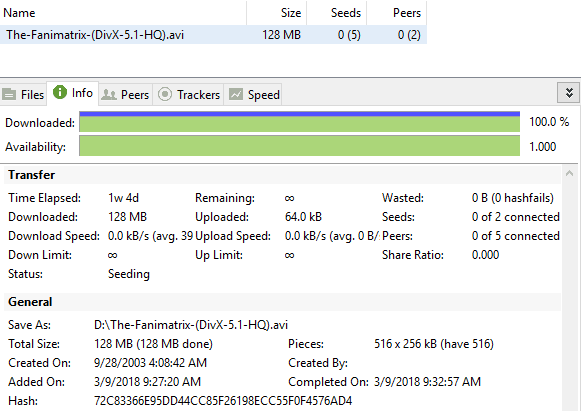 Name Size Seeds Peers
The-Fanimatrix-(DivX-5.1-HQ).avi 128 MB 0 (5) 0 (2)
Files Info Peers Trackers Speed
Downloaded: 100.0 %
Availability: 1.000
Transfer
Time Elapsed: 1w 4d Remaining: ∞ Wasted: 0 B (0 hashfails)
Downloaded: 128 MB Uploaded: 64.0 kB Seeds: 0 of 2 connected
Download Speed: 0.0 kB/s (avg. 39 Upload Speed: 0.0 kB/s (avg. 0 B/ Peers: 0 of 5 connected
Down Limit: ∞ Up Limit: ∞ Share Ratio: 0.000
Status: Seeding
General
Save As: D:\The-Fanimatrix-(DivX-5.1-HQ).avi
Total Size: 128 MB (128 MB done) Pieces: 516 x 256 kB (have 516)
Created On: 9/28/2003 4:08:42 AM Created By:
Added On: 3/9/2018 9:27:20 AM Completed On: 3/9/2018 9:32:57 AM
Hash: 72C83366E95DD44CC85F26198ECC55F0F4576AD4